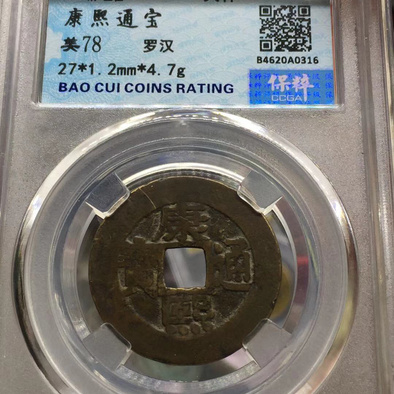 康熙通宝
美78 罗汉
27*1.2mm*4.7g
BAO CUI COINS RATING
B4620A0316
保粹
CCGA
康熙通寳